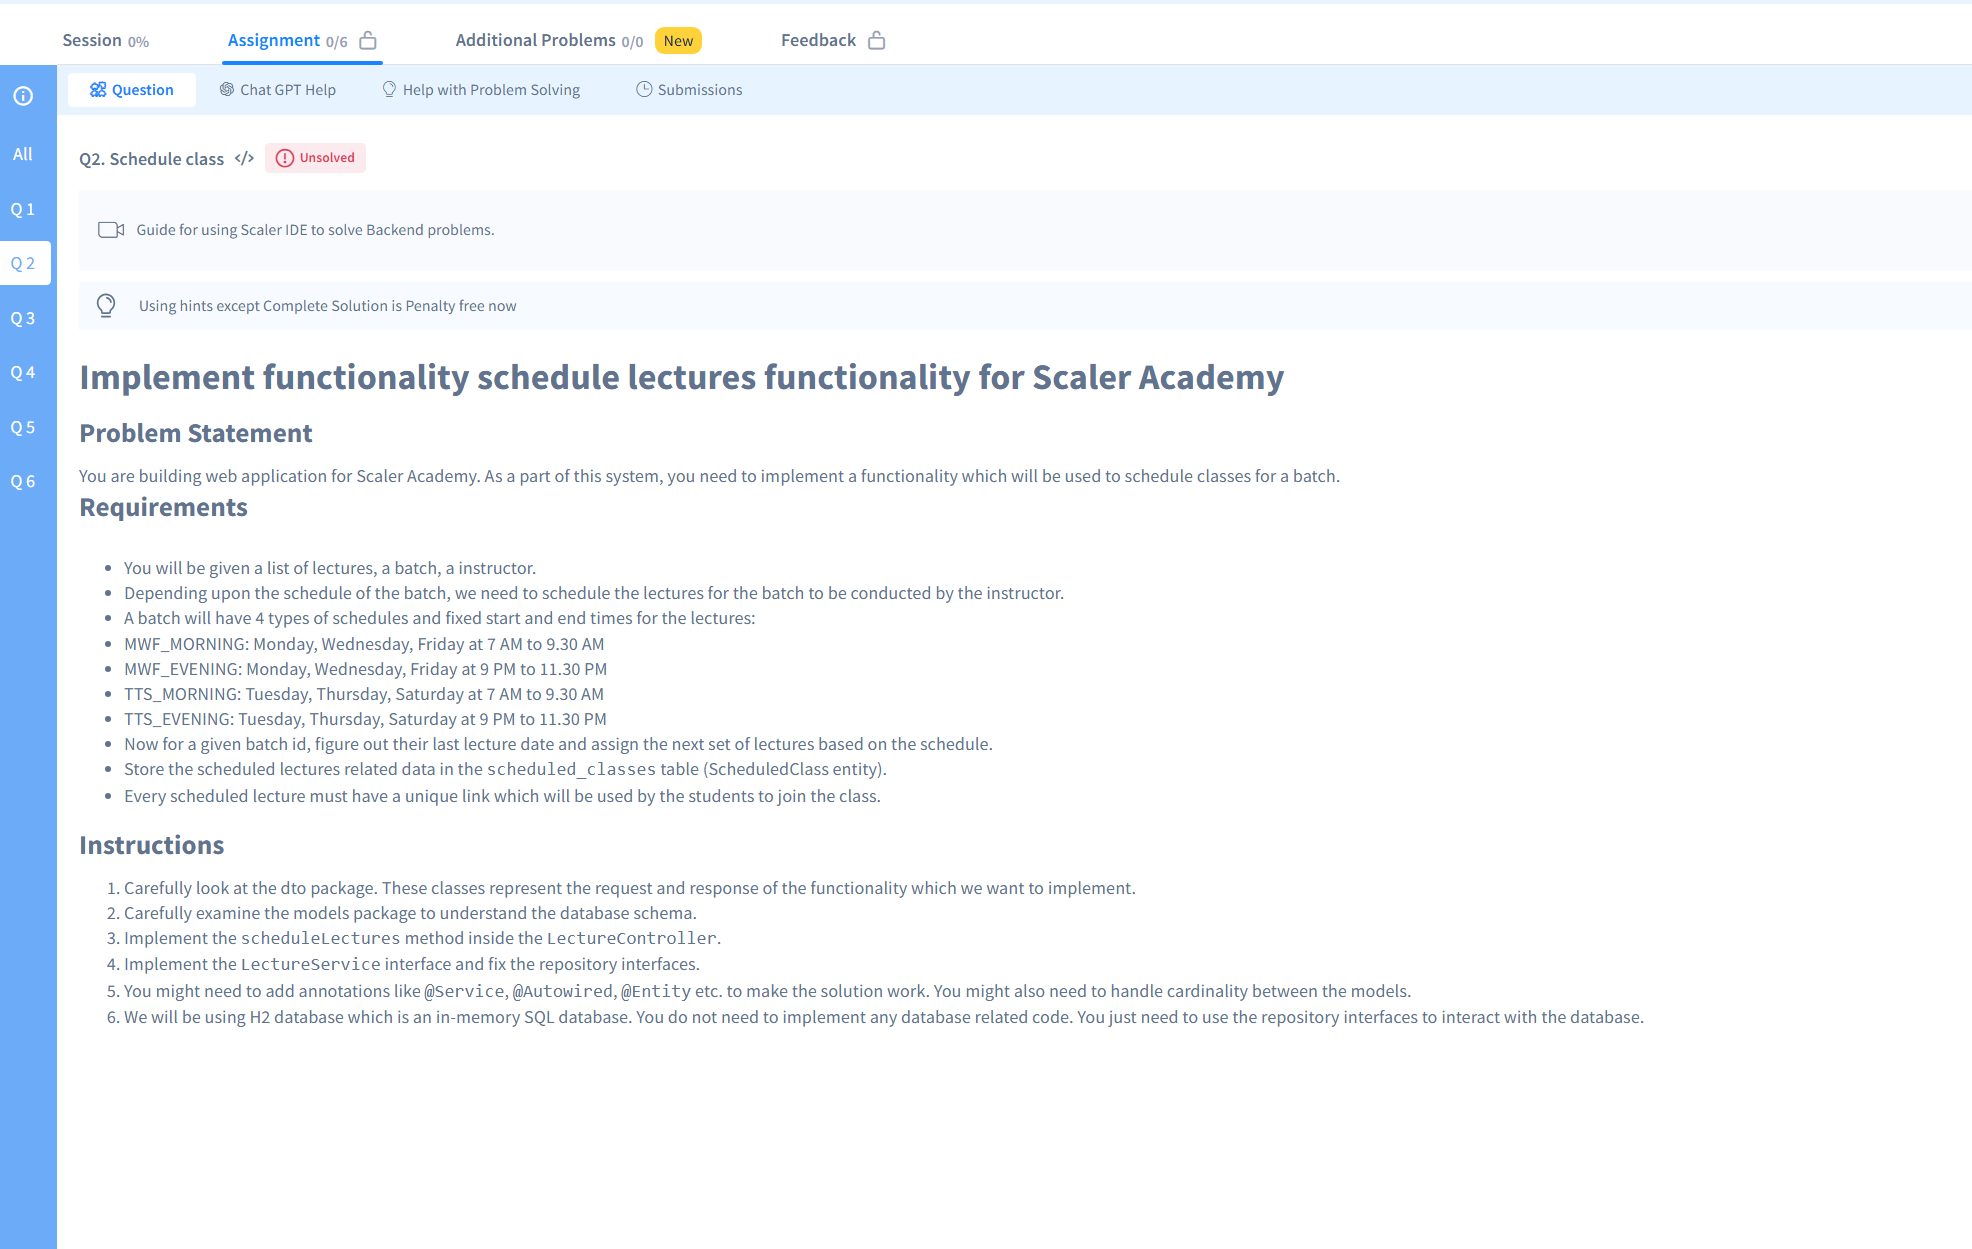 Session 0% Assignment 0/6 Additional Problems 0/0 New Feedback
Question Chat GPT Help Help with Problem Solving Submissions
All
Q 1
Q 2
Q 3
Q 4
Q 5
Q 6
Q2. Schedule class </> Unsolved
Guide for using Scaler IDE to solve Backend problems.
Using hints except Complete Solution is Penalty free now
Implement functionality schedule lectures functionality for Scaler Academy
Problem Statement
You are building web application for Scaler Academy. As a part of this system, you need to implement a functionality which will be used to schedule classes for a batch.
Requirements
• You will be given a list of lectures, a batch, a instructor.
• Depending upon the schedule of the batch, we need to schedule the lectures for the batch to be conducted by the instructor.
• A batch will have 4 types of schedules and fixed start and end times for the lectures:
• MWF_MORNING: Monday, Wednesday, Friday at 7 AM to 9.30 AM
• MWF_EVENING: Monday, Wednesday, Friday at 9 PM to 11.30 PM
• TTS_MORNING: Tuesday, Thursday, Saturday at 7 AM to 9.30 AM
• TTS_EVENING: Tuesday, Thursday, Saturday at 9 PM to 11.30 PM
• Now for a given batch id, figure out their last lecture date and assign the next set of lectures based on the schedule.
• Store the scheduled lectures related data in the scheduled_classes table (ScheduledClass entity).
• Every scheduled lecture must have a unique link which will be used by the students to join the class.
Instructions
1. Carefully look at the dto package. These classes represent the request and response of the functionality which we want to implement.
2. Carefully examine the models package to understand the database schema.
3. Implement the scheduleLectures method inside the LectureController.
4. Implement the LectureService interface and fix the repository interfaces.
5. You might need to add annotations like @Service, @Autowired, @Entity etc. to make the solution work. You might also need to handle cardinality between the models.
6. We will be using H2 database which is an in-memory SQL database. You do not need to implement any database related code. You just need to use the repository interfaces to interact with the database.